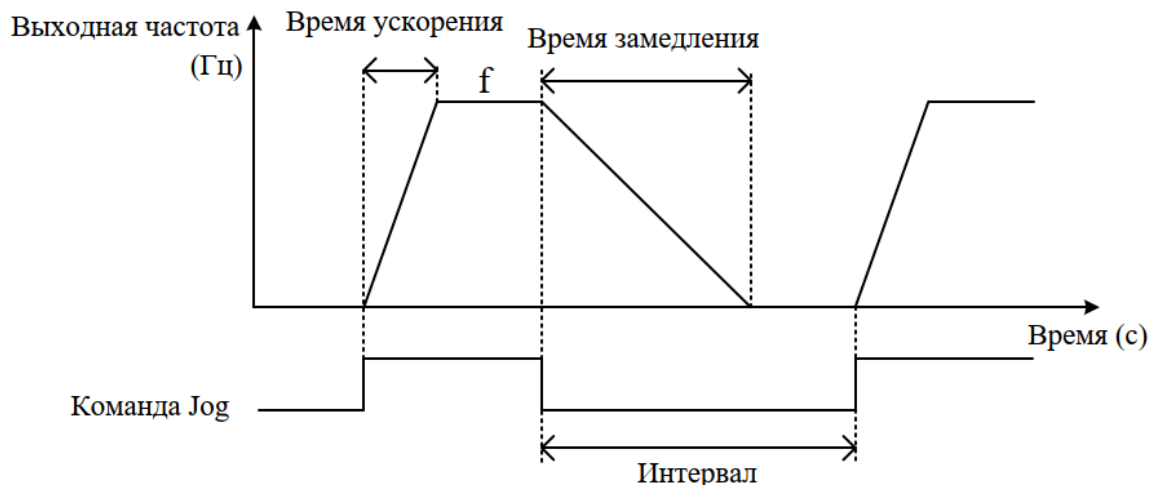 Выходная частота
(Гц)
Время ускорения
Время замедления
f
Время (с)
Команда Jog
Интервал